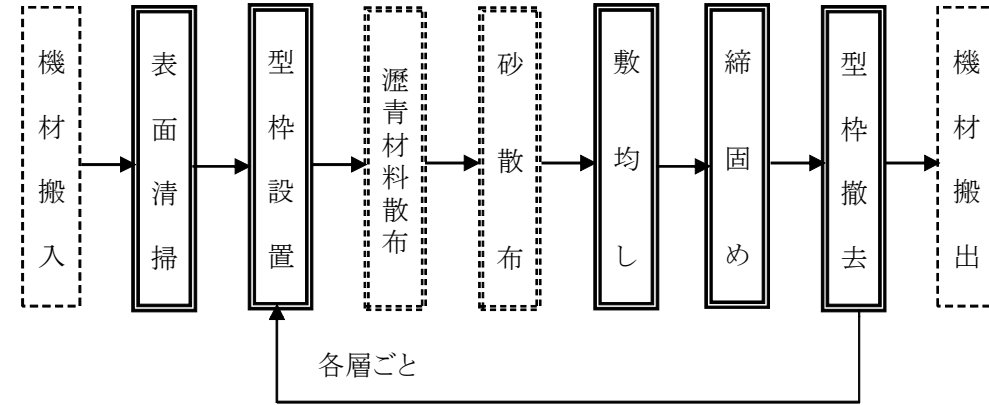 機材搬入
表面清掃
型枠設置
瀝青材料散布
砂散布
敷均し
締固め
型枠撤去
機材搬出
各層ごと